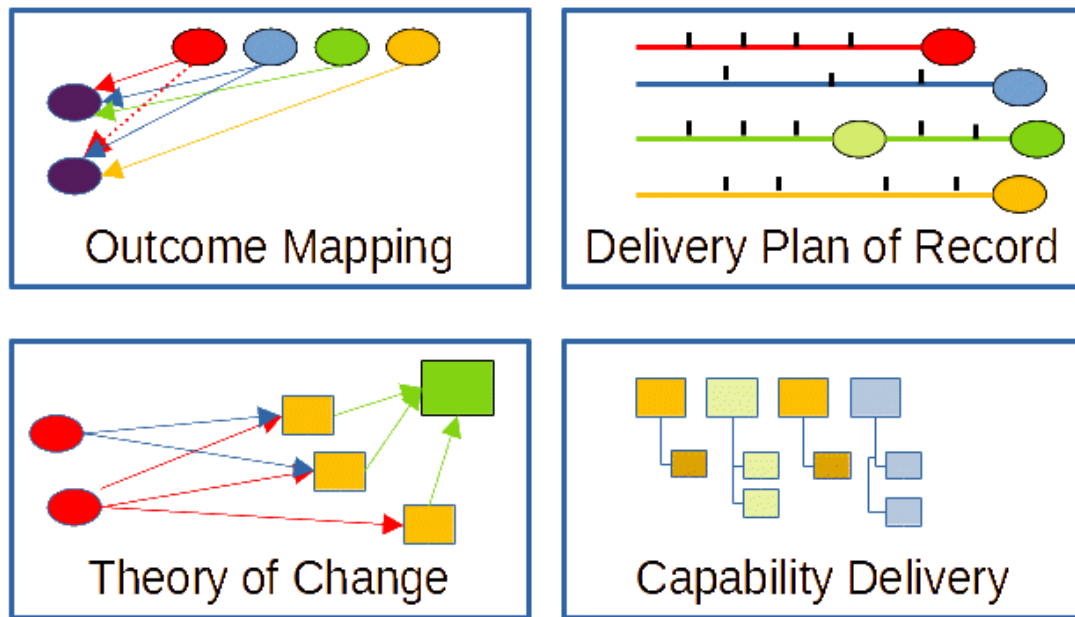 Outcome Mapping
Delivery Plan of Record
Theory of Change
Capability Delivery